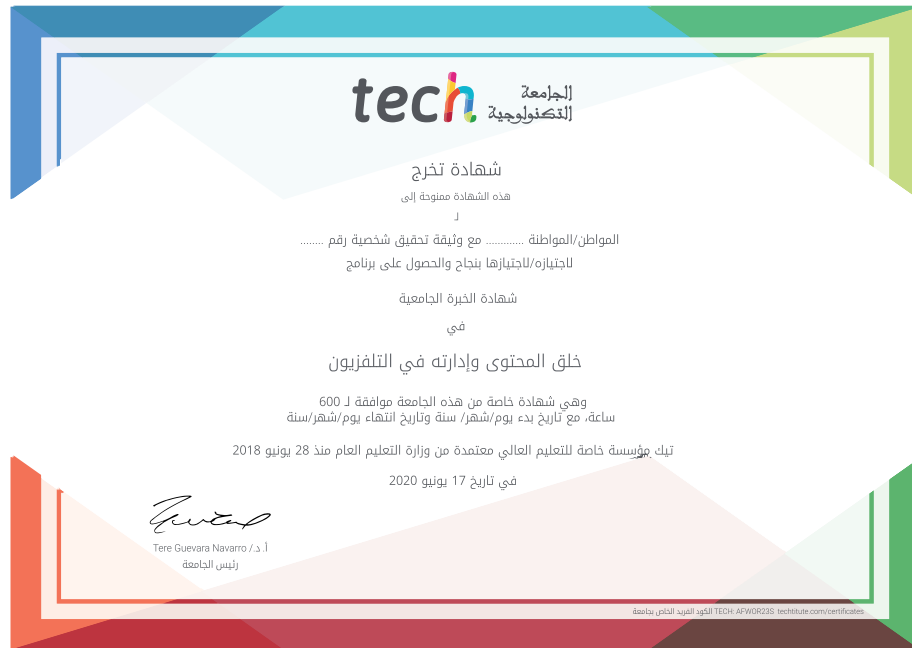 tech الجامعة
التكنولوجية
شهادة تخرج
هذه الشهادة ممنوحة إلى
لـ
المواطن/المواطنة ............ مع وثيقة تحقيق شخصية رقم ........
لاجتيازه/لاجتيازها بنجاح والحصول على برنامج
شهادة الخبرة الجامعية
في
خلق المحتوى وإدارته في التلفزيون
وهي شهادة خاصة من هذه الجامعة موافقة لـ 600
ساعة، مع تاريخ بدء يوم/شهر/ سنة وتاريخ انتهاء يوم/شهر/سنة
تيك مؤسسة خاصة للتعليم العالي معتمدة من وزارة التعليم العام منذ 28 يونيو 2018
في تاريخ 17 يونيو 2020
أ. د./ Tere Guevara Navarro
رئيس الجامعة
الكود الفريد الخاص بجامعة TECH: AFWOR23S techtitute.com/certificates